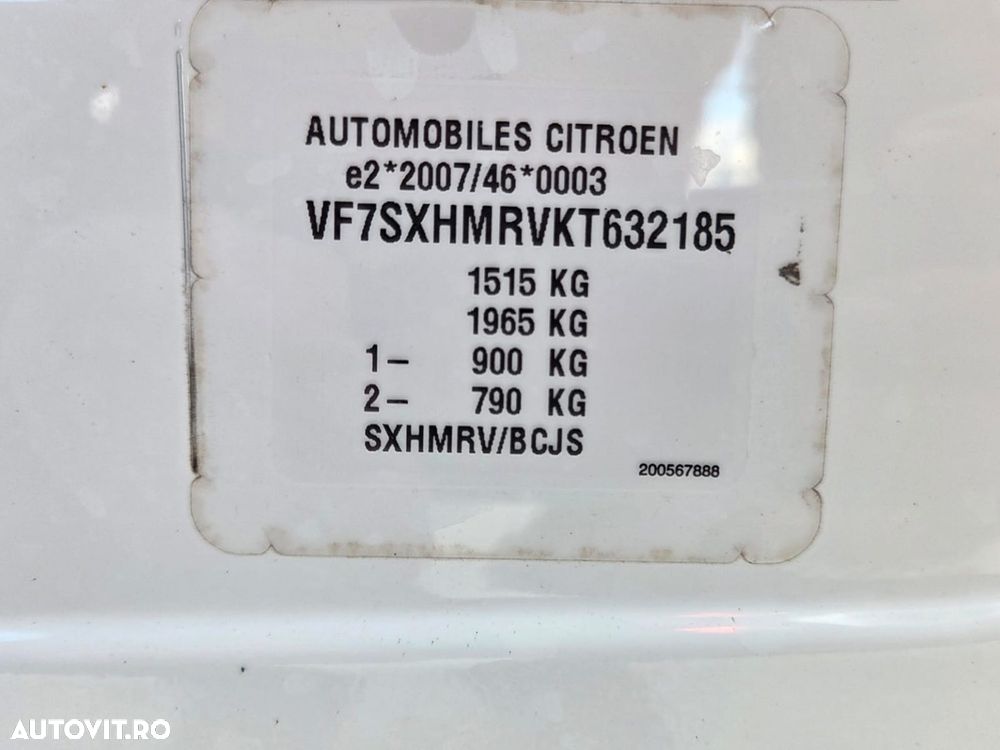 AUTOMOBILES CITROEN
e2*2007/46*0003
VF7SXHMRVKT632185
1515 KG
1965 KG
1- 900 KG
2- 790 KG
SXHMRV/BCJS
200567888
AUTOVIT.RO